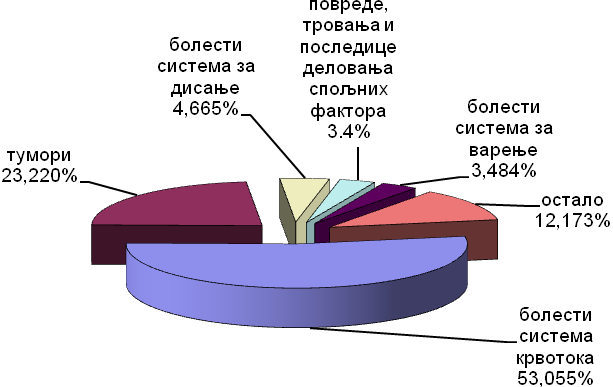 повреде,
тровања и
последице
деловања
спољних
фактора
3.4%
болести
система за
дисање
4,665%
болести
система за
варење
3,484%
тумори
23,220%
остало
12,173%
болести
система
крвотока
53,055%